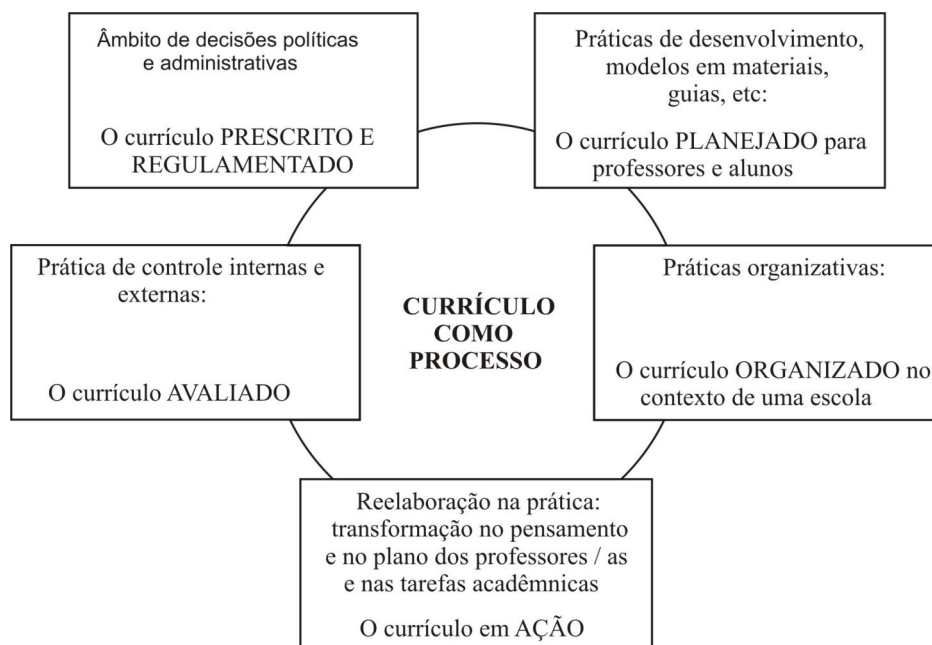 Âmbito de decisões políticas
e administrativas
O currículo PRESCRITO E
REGULAMENTADO
Práticas de desenvolvimento,
modelos em materiais,
guias, etc:
O currículo PLANEJADO para
professores e alunos
Prática de controle internas e
externas:
O currículo AVALIADO
CURRÍCULO
COMO
PROCESSO
Práticas organizativas:
O currículo ORGANIZADO no
contexto de uma escola
Reelaboração na prática:
transformação no pensamento
e no plano dos professores / as
e nas tarefas acadêmnicas
O currículo em AÇÃO